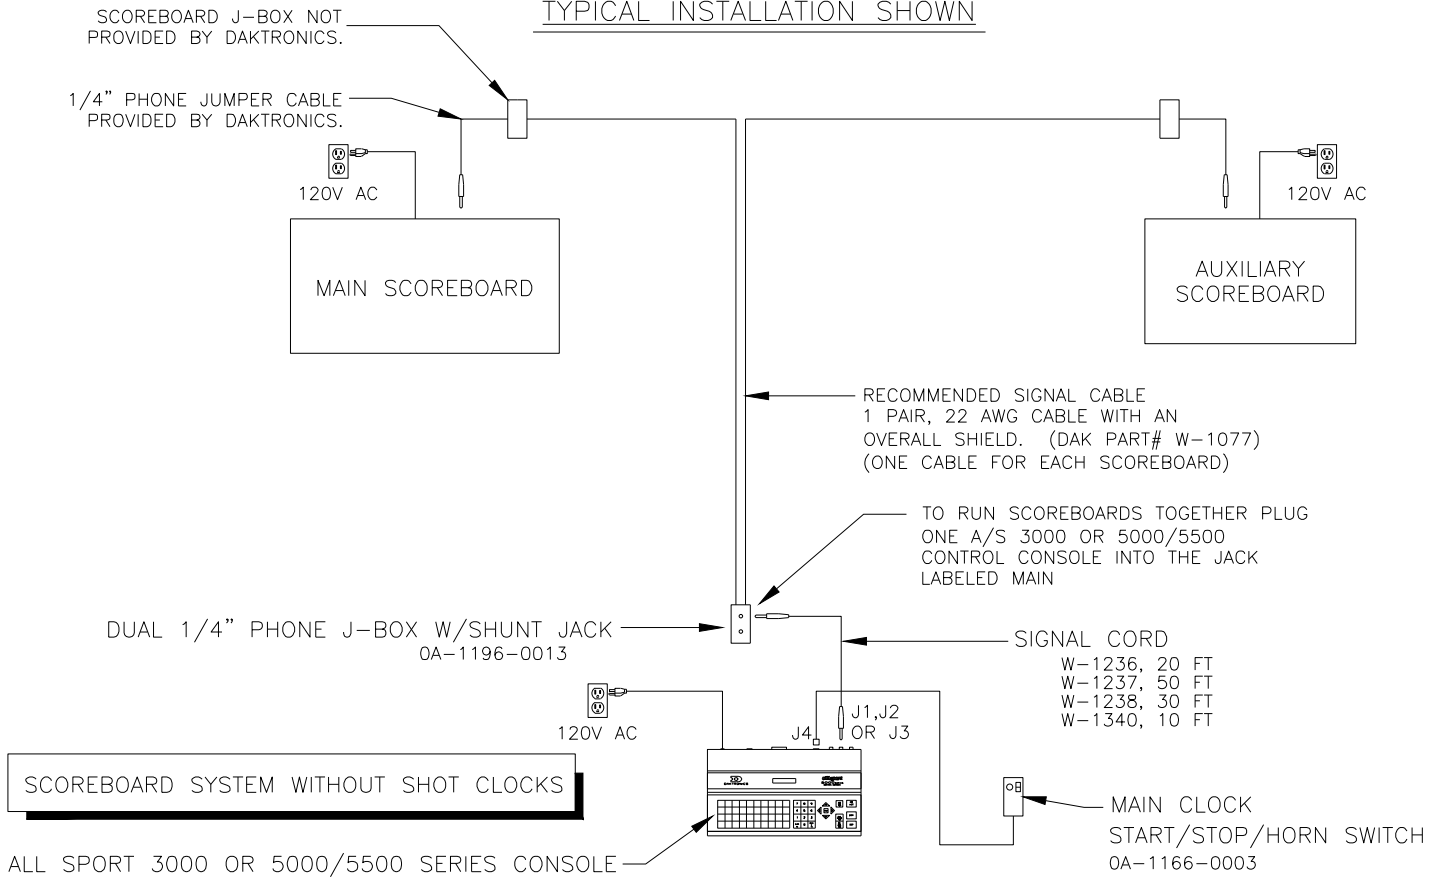 TYPICAL INSTALLATION SHOWN
SCOREBOARD J-BOX NOT
PROVIDED BY DAKTRONICS.
1/4" PHONE JUMPER CABLE
PROVIDED BY DAKTRONICS.
120V AC
120V AC
MAIN SCOREBOARD
AUXILIARY
SCOREBOARD
RECOMMENDED SIGNAL CABLE
1 PAIR, 22 AWG CABLE WITH AN
OVERALL SHIELD. (DAK PART# W-1077)
(ONE CABLE FOR EACH SCOREBOARD)
TO RUN SCOREBOARDS TOGETHER PLUG
ONE A/S 3000 OR 5000/5500
CONTROL CONSOLE INTO THE JACK
LABELED MAIN
DUAL 1/4" PHONE J-BOX W/SHUNT JACK
0A-1196-0013
SIGNAL CORD
W-1236, 20 FT
W-1237, 50 FT
W-1238, 30 FT
W-1340, 10 FT
120V AC
J4
J1,J2
OR J3
SCOREBOARD SYSTEM WITHOUT SHOT CLOCKS
DAKTRONICS
MAIN CLOCK
START/STOP/HORN SWITCH
0A-1166-0003
ALL SPORT 3000 OR 5000/5500 SERIES CONSOLE